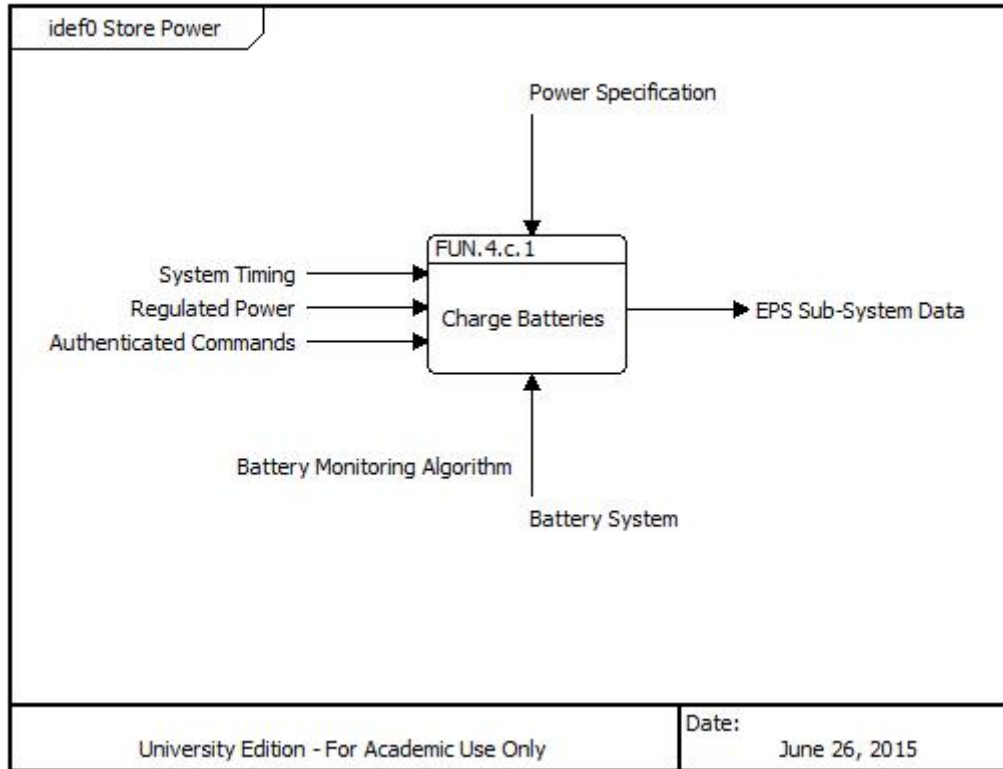 idef0 Store Power
Power Specification
FUN.4.c.1
System Timing
Regulated Power
Authenticated Commands
Charge Batteries
EPS Sub-System Data
Battery Monitoring Algorithm
Battery System
University Edition - For Academic Use Only
Date:
June 26, 2015